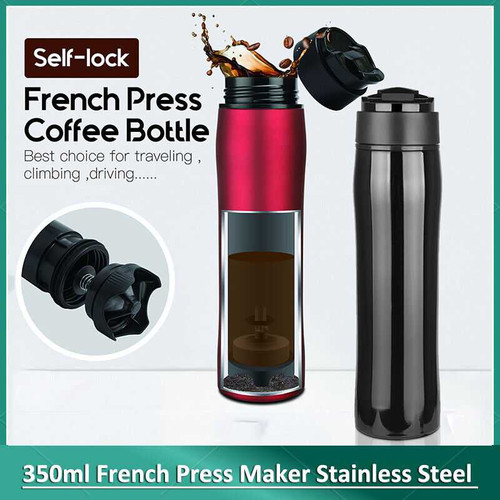 Self-lock
French Press
Coffee Bottle
Best choice for traveling ,
climbing ,driving......
350ml French Press Maker Stainless Steel